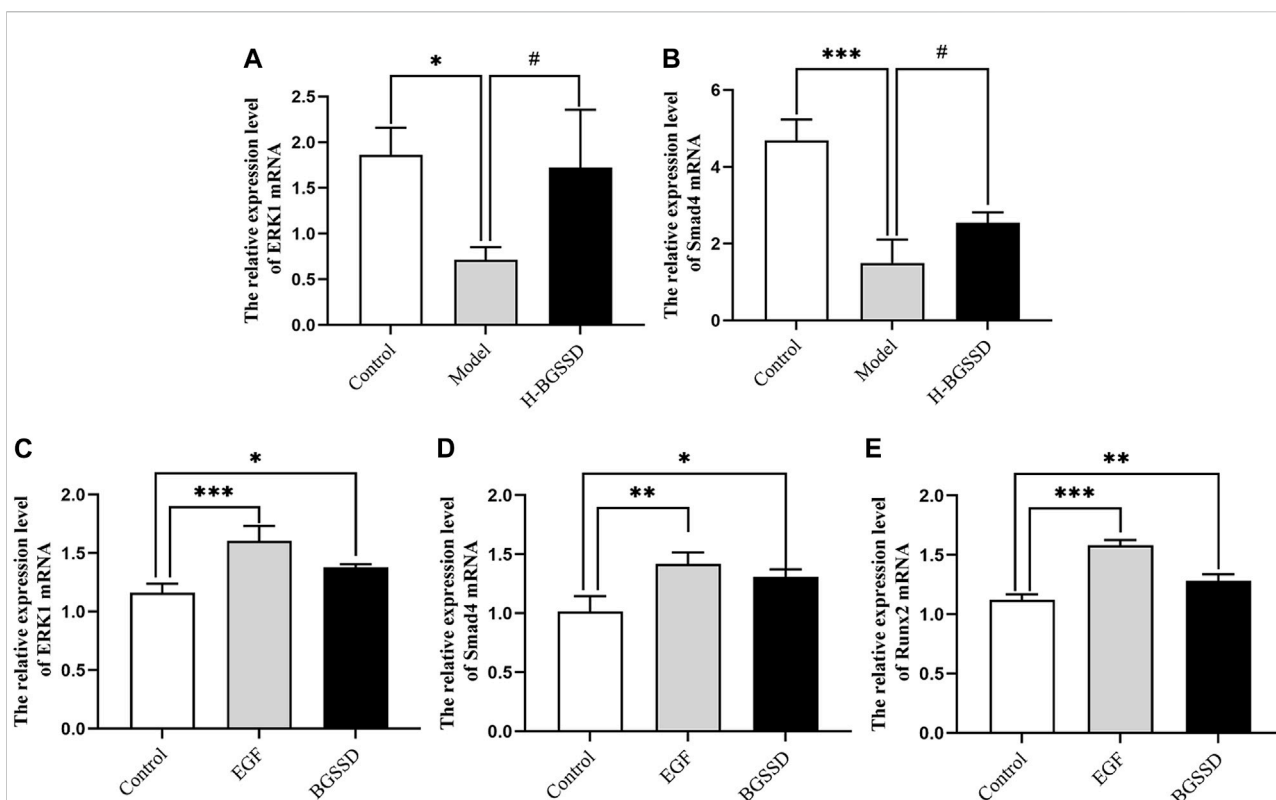 A
*
#
The relative expression level
of ERK1 mRNA
2.5
2.0
1.5
1.0
0.5
0.0
Control
Model
H-BGSSD
B
***
#
The relative expression level
of Smad4 mRNA
6
4
2
0
Control
Model
H-BGSSD
C
*
***
The relative expression level
of ERK1 mRNA
2.0
1.5
1.0
0.5
0.0
Control
EGF
BGSSD
D
*
**
The relative expression level
of Smad4 mRNA
2.0
1.5
1.0
0.5
0.0
Control
EGF
BGSSD
E
**
***
The relative expression level
of Runx2 mRNA
2.0
1.5
1.0
0.5
0.0
Control
EGF
BGSSD